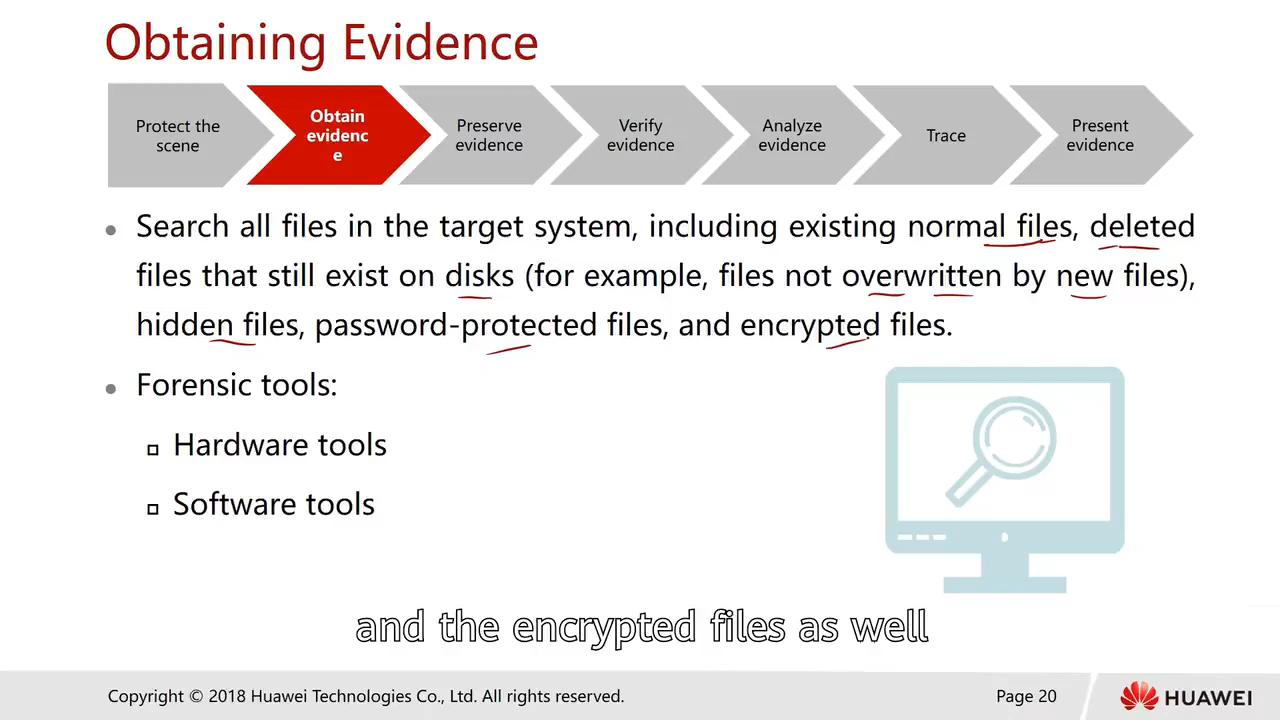 Obtaining Evidence
Protect the
scene
Obtain
evidenc
e
Preserve
evidence
Verify
evidence
Analyze
evidence
Trace
Present
evidence
Search all files in the target system, including existing normal files, deleted
files that still exist on disks (for example, files not overwritten by new files),
hidden files, password-protected files, and encrypted files.
Forensic tools:
Hardware tools
Software tools
and the encrypted files as well
Copyright © 2018 Huawei Technologies Co., Ltd. All rights reserved.
Page 20
HUAWEI